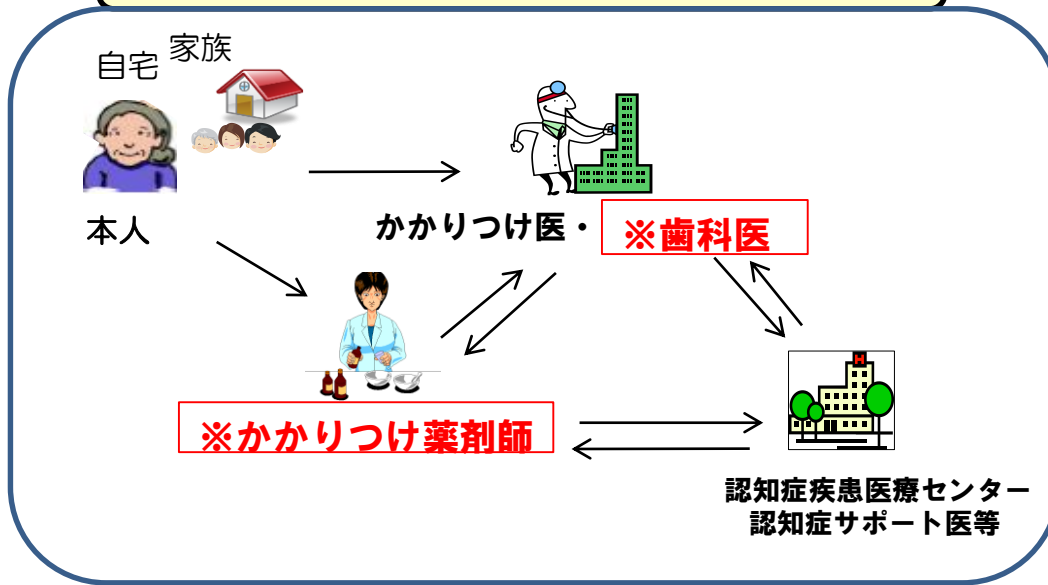 自宅
家族
本人
かかりつけ医・
※歯科医
※かかりつけ薬剤師
H
認知症疾患医療センター
認知症サポート医等